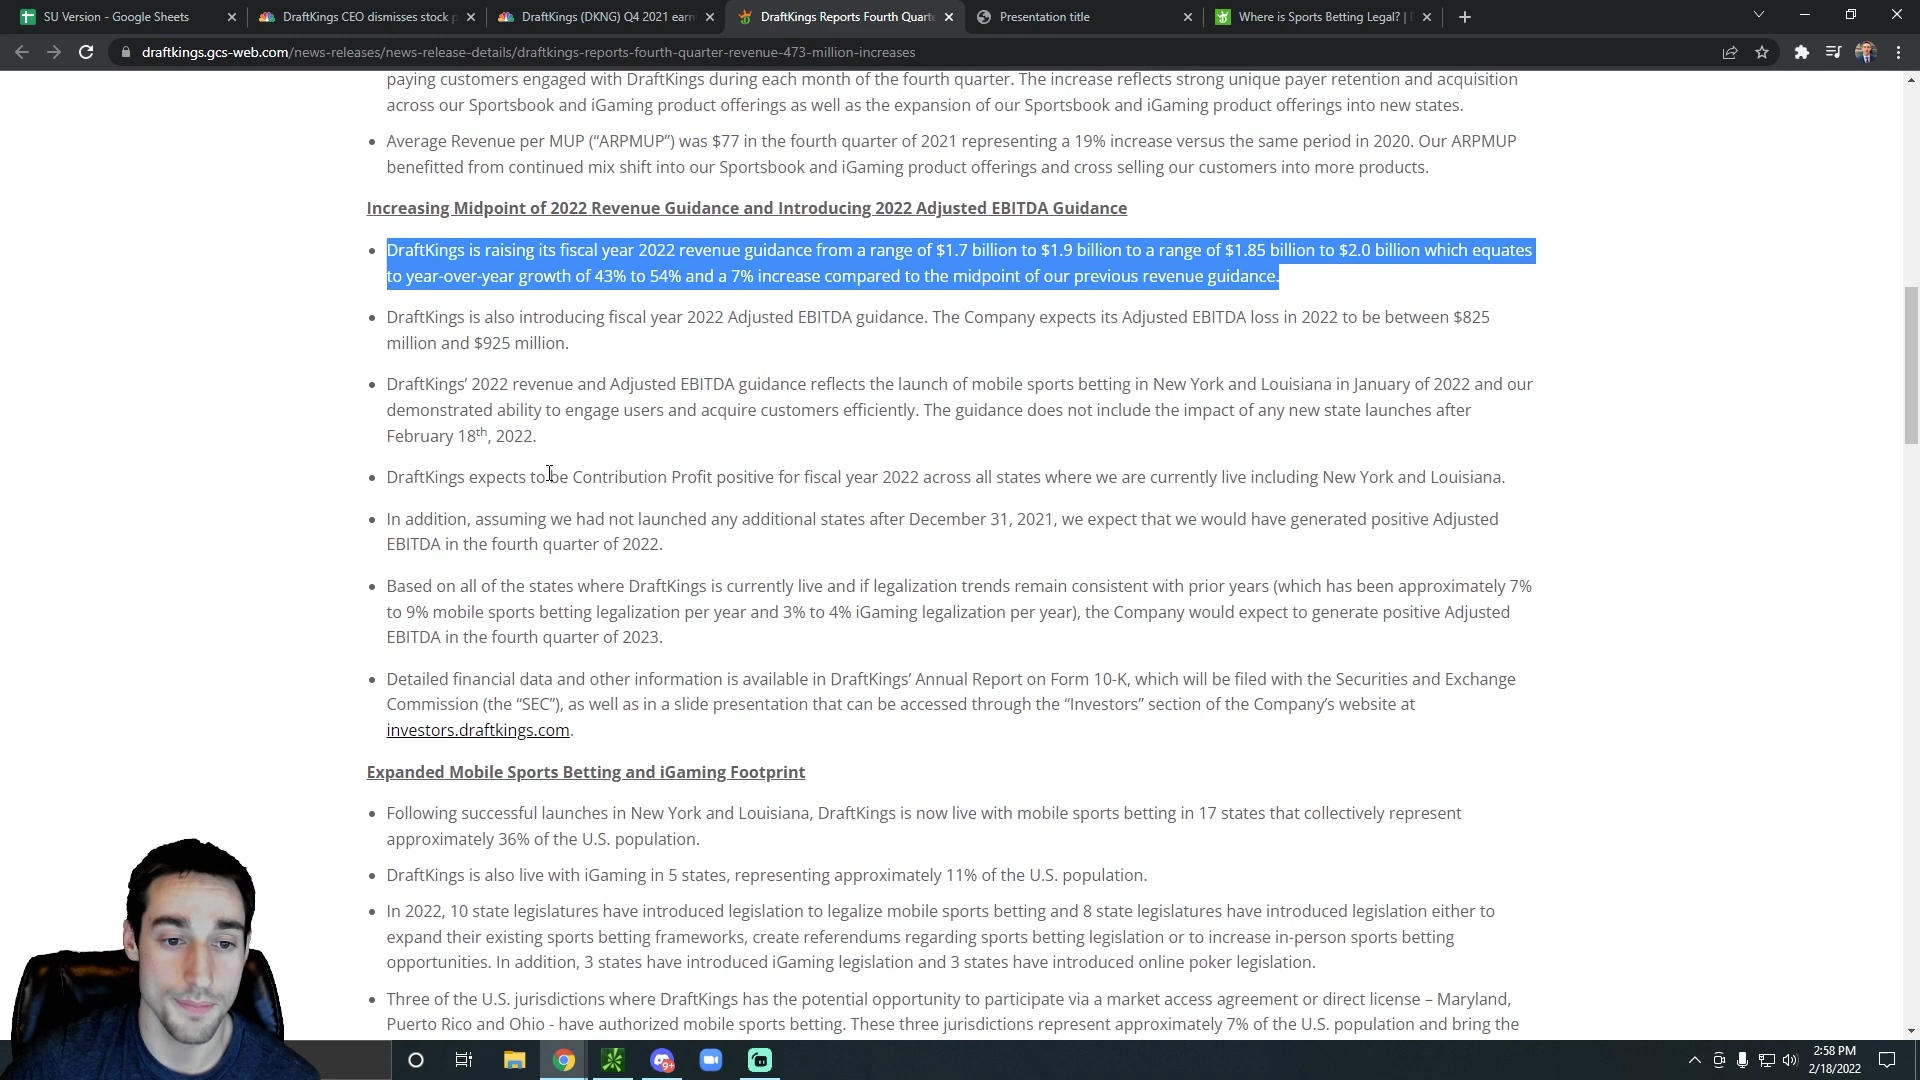 SU Version - Google Sheets
DraftKings CEO dismisses stock p
DraftKings (DKNG) Q4 2021 earn
DraftKings Reports Fourth Quarte
Presentation title
Where is Sports Betting Legal? | D
draftkings.gcs-web.com/news-releases/news-release-details/draftkings-reports-fourth-quarter-revenue-473-million-increases
paying customers engaged with DraftKings during each month of the fourth quarter. The increase reflects strong unique payer retention and acquisition
across our Sportsbook and iGaming product offerings as well as the expansion of our Sportsbook and iGaming product offerings into new states.
• Average Revenue per MUP (“ARPMUP”) was $77 in the fourth quarter of 2021 representing a 19% increase versus the same period in 2020. Our ARPMUP
benefitted from continued mix shift into our Sportsbook and iGaming product offerings and cross selling our customers into more products.
Increasing Midpoint of 2022 Revenue Guidance and Introducing 2022 Adjusted EBITDA Guidance
• DraftKings is raising its fiscal year 2022 revenue guidance from a range of $1.7 billion to $1.9 billion to a range of $1.85 billion to $2.0 billion which equates
to year-over-year growth of 43% to 54% and a 7% increase compared to the midpoint of our previous revenue guidance.
• DraftKings is also introducing fiscal year 2022 Adjusted EBITDA guidance. The Company expects its Adjusted EBITDA loss in 2022 to be between $825
million and $925 million.
• DraftKings’ 2022 revenue and Adjusted EBITDA guidance reflects the launch of mobile sports betting in New York and Louisiana in January of 2022 and our
demonstrated ability to engage users and acquire customers efficiently. The guidance does not include the impact of any new state launches after
February 18th, 2022.
• DraftKings expects to be Contribution Profit positive for fiscal year 2022 across all states where we are currently live including New York and Louisiana.
• In addition, assuming we had not launched any additional states after December 31, 2021, we expect that we would have generated positive Adjusted
EBITDA in the fourth quarter of 2022.
• Based on all of the states where DraftKings is currently live and if legalization trends remain consistent with prior years (which has been approximately 7%
to 9% mobile sports betting legalization per year and 3% to 4% iGaming legalization per year), the Company would expect to generate positive Adjusted
EBITDA in the fourth quarter of 2023.
• Detailed financial data and other information is available in DraftKings’ Annual Report on Form 10-K, which will be filed with the Securities and Exchange
Commission (the “SEC”), as well as in a slide presentation that can be accessed through the “Investors” section of the Company’s website at
investors.draftkings.com.
Expanded Mobile Sports Betting and iGaming Footprint
• Following successful launches in New York and Louisiana, DraftKings is now live with mobile sports betting in 17 states that collectively represent
approximately 36% of the U.S. population.
• DraftKings is also live with iGaming in 5 states, representing approximately 11% of the U.S. population.
• In 2022, 10 state legislatures have introduced legislation to legalize mobile sports betting and 8 state legislatures have introduced legislation either to
expand their existing sports betting frameworks, create referendums regarding sports betting legislation or to increase in-person sports betting
opportunities. In addition, 3 states have introduced iGaming legislation and 3 states have introduced online poker legislation.
• Three of the U.S. jurisdictions where DraftKings has the potential opportunity to participate via a market access agreement or direct license – Maryland,
Puerto Rico and Ohio - have authorized mobile sports betting. These three jurisdictions represent approximately 7% of the U.S. population and bring the
9+
2:58 PM
2/18/2022